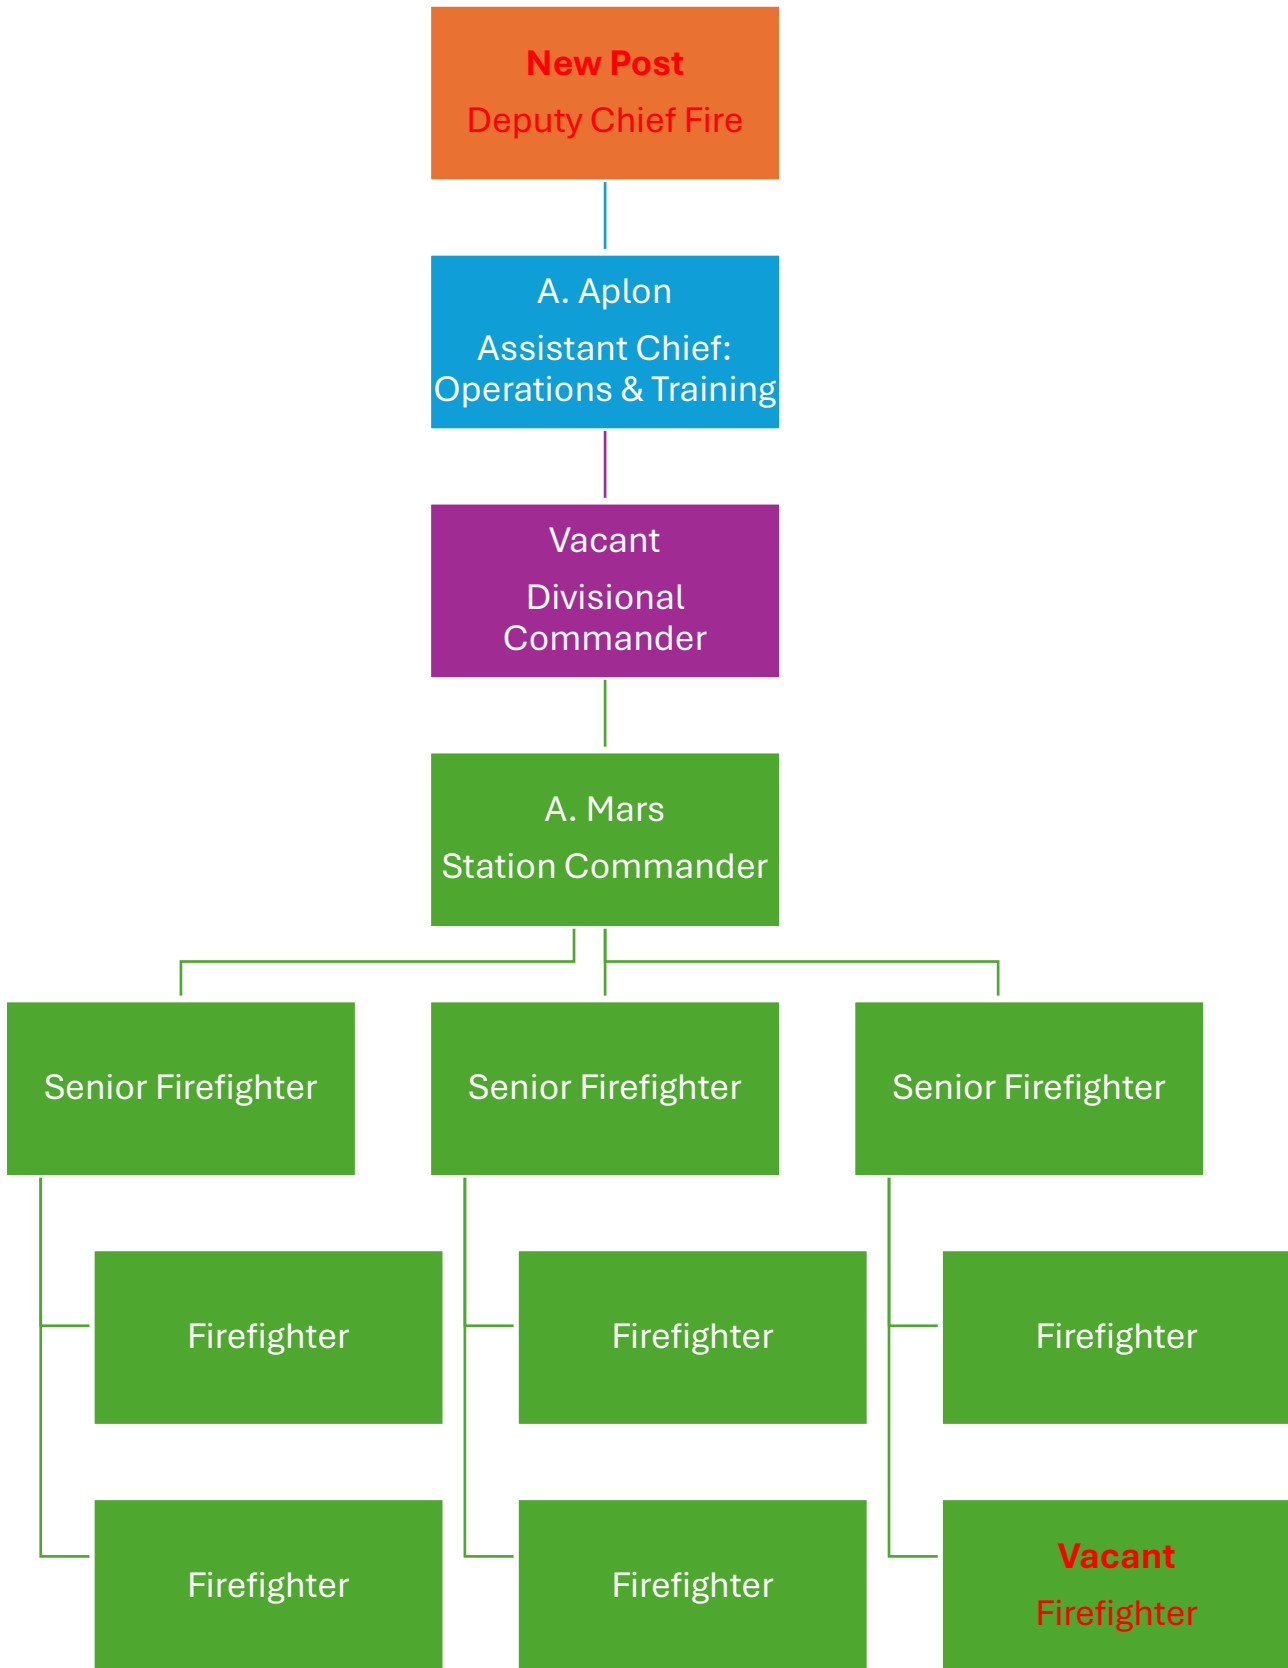 New Post
Deputy Chief Fire
A. Aplon
Assistant Chief:
Operations & Training
Vacant
Divisional
Commander
A. Mars
Station Commander
Senior Firefighter
Senior Firefighter
Senior Firefighter
Firefighter
Firefighter
Firefighter
Firefighter
Firefighter
Vacant
Firefighter